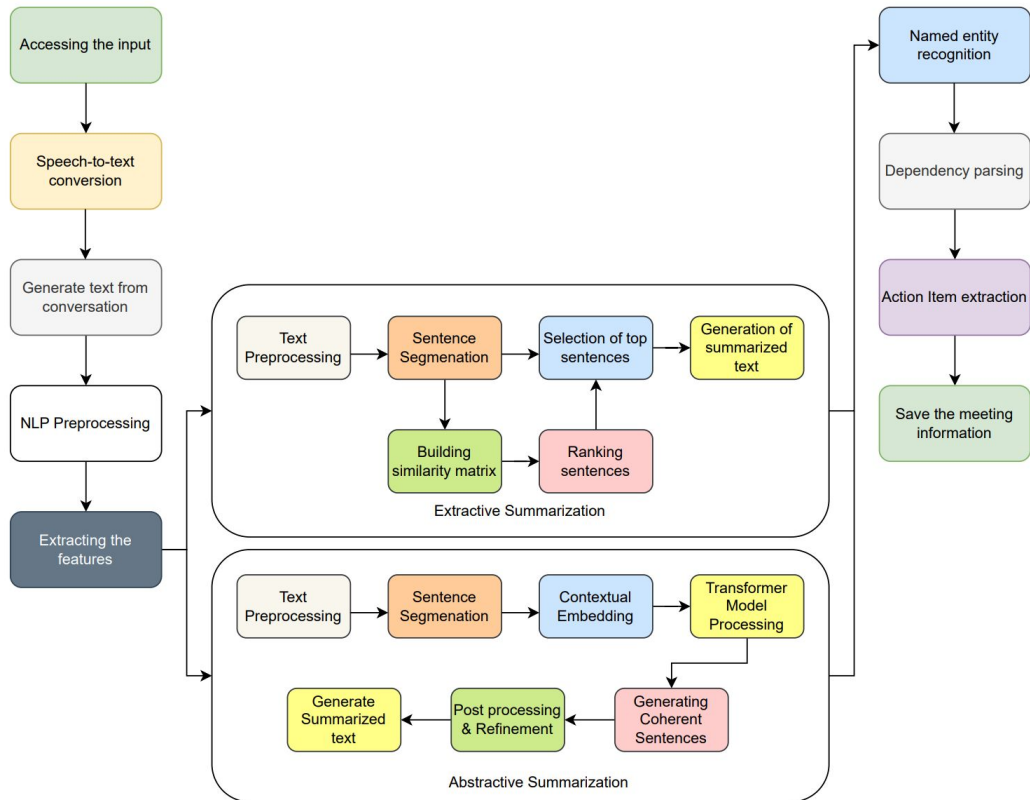 Accessing the input
Speech-to-text
conversion
Generate text from
conversation
NLP Preprocessing
Extracting the
features
Text
Preprocessing
Sentence
Segmenation
Selection of top
sentences
Generation of
summarized
text
Building
similarity matrix
Ranking
sentences
Extractive Summarization
Text
Preprocessing
Sentence
Segmenation
Contextual
Embedding
Transformer
Model
Processing
Generating
Coherent
Sentences
Post processing
& Refinement
Generate
Summarized
text
Abstractive Summarization
Named entity
recognition
Dependency parsing
Action Item extraction
Save the meeting
information